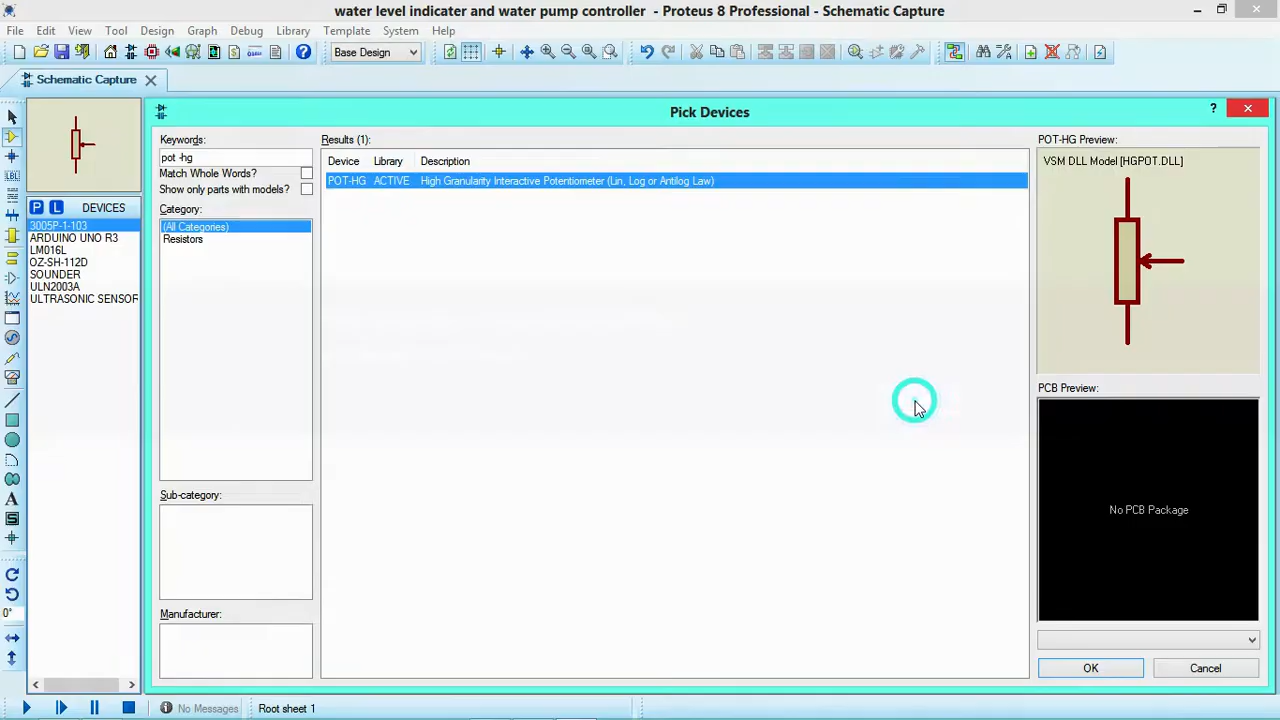 water level indicater and water pump controller - Proteus 8 Professional - Schematic Capture
File Edit View Tool Design Graph Debug Library Template System Help
Base Design
Schematic Capture
Pick Devices
?
Keywords:
pot -hg
Match Whole Words?
Show only parts with models?
Category:
(All Categories)
Resistors
Sub-category:
Manufacturer:
Results (1):
Device Library Description
POT-HG ACTIVE High Granularity Interactive Potentiometer (Lin, Log or Antilog Law)
POT-HG Preview:
VSM DLL Model [HGPOT.DLL]
PCB Preview:
No PCB Package
OK Cancel
P L DEVICES
3005P-1-103
ARDUINO UNO R3
LM016L
OZ-SH-112D
SOUNDER
ULN2003A
ULTRASONIC SENSOR
LBL
A
S
0°
No Messages Root sheet 1